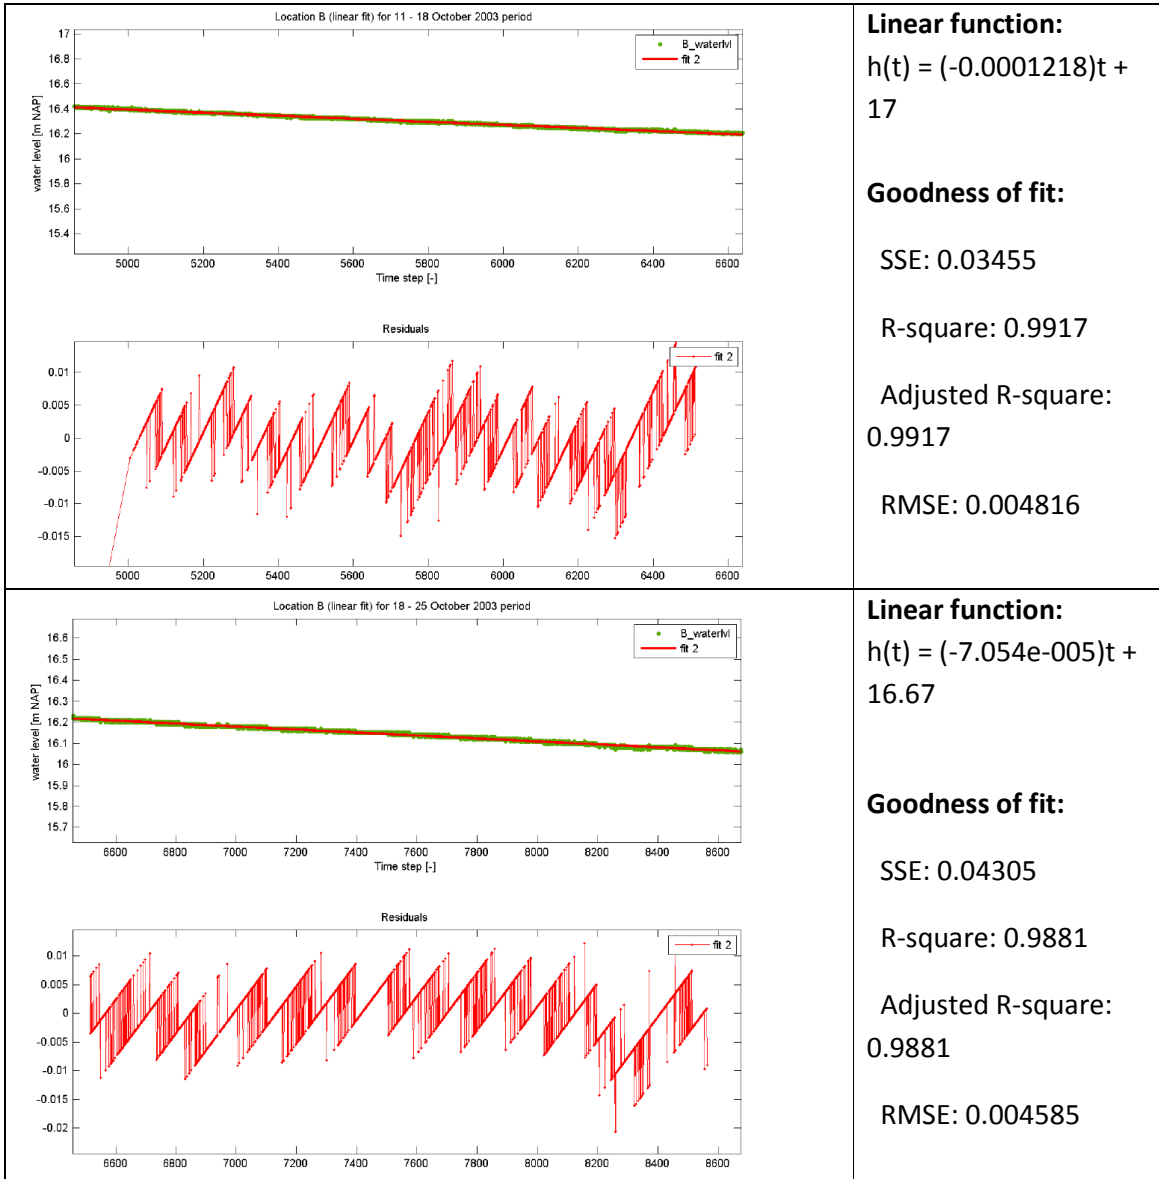 Location B (linear fit) for 11 - 18 October 2003 period
17
16.8
16.6
16.4
16.2
16
15.8
15.6
15.4
water level [m NAP]
B_waterlvl
fit 2
5000 5200 5400 5600 5800 6000 6200 6400 6600
Time step [-]
Residuals
fit 2
0.01
0.005
0
-0.005
-0.01
-0.015
5000 5200 5400 5600 5800 6000 6200 6400 6600
Linear function:
h(t) = (-0.0001218)t +
17
Goodness of fit:
SSE: 0.03455
R-square: 0.9917
Adjusted R-square:
0.9917
RMSE: 0.004816
Location B (linear fit) for 18 - 25 October 2003 period
16.6
16.5
16.4
16.3
16.2
16.1
16
15.9
15.8
15.7
water level [m NAP]
B_waterlvl
fit 2
6600 6800 7000 7200 7400 7600 7800 8000 8200 8400 8600
Time step [-]
Residuals
fit 2
0.01
0.005
0
-0.005
-0.01
-0.015
-0.02
6600 6800 7000 7200 7400 7600 7800 8000 8200 8400 8600
Linear function:
h(t) = (-7.054e-005)t +
16.67
Goodness of fit:
SSE: 0.04305
R-square: 0.9881
Adjusted R-square:
0.9881
RMSE: 0.004585